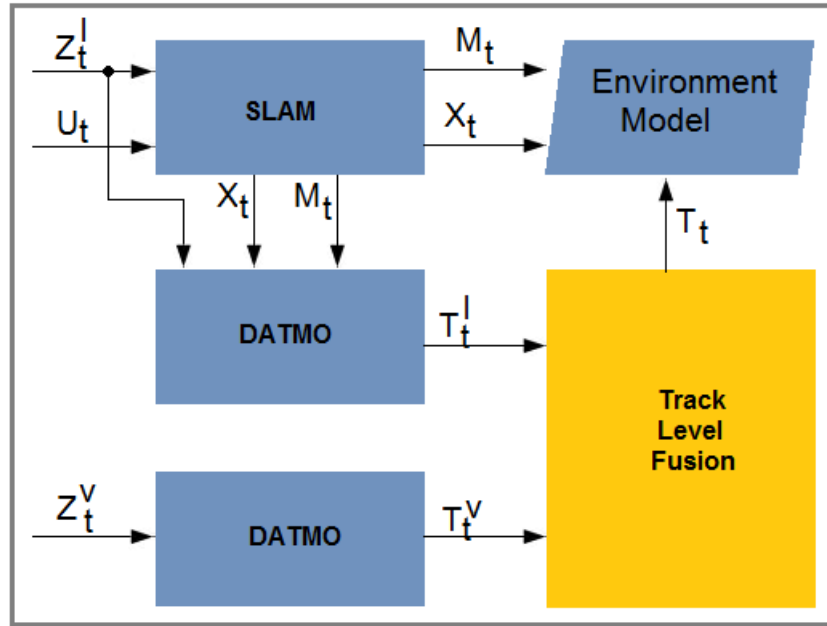 Z_t^l
M_t
Environment
Model
SLAM
U_t
X_t
X_t
M_t
T_t
DATMO
T_t^l
Track
Level
Fusion
Z_t^v
DATMO
T_t^v